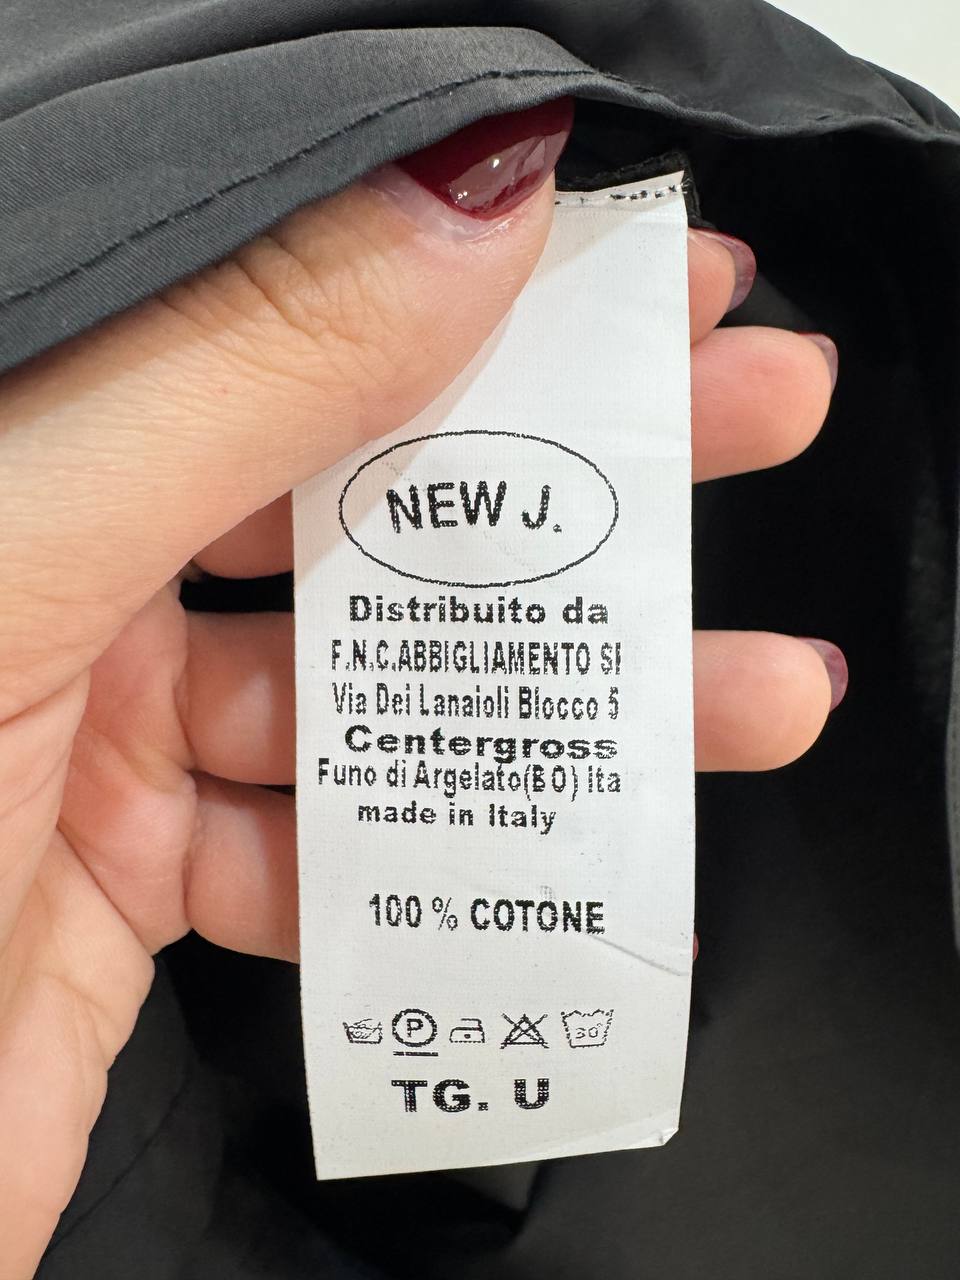 NEW J.
Distribuito da
F.N.C.ABBIGLIAMENTO
Via Dei Lanaioli Blocco 5
Centergross
Funo di Argelato(BO) Ita
made in Italy
100 % COTONE
P 30°
TG. U